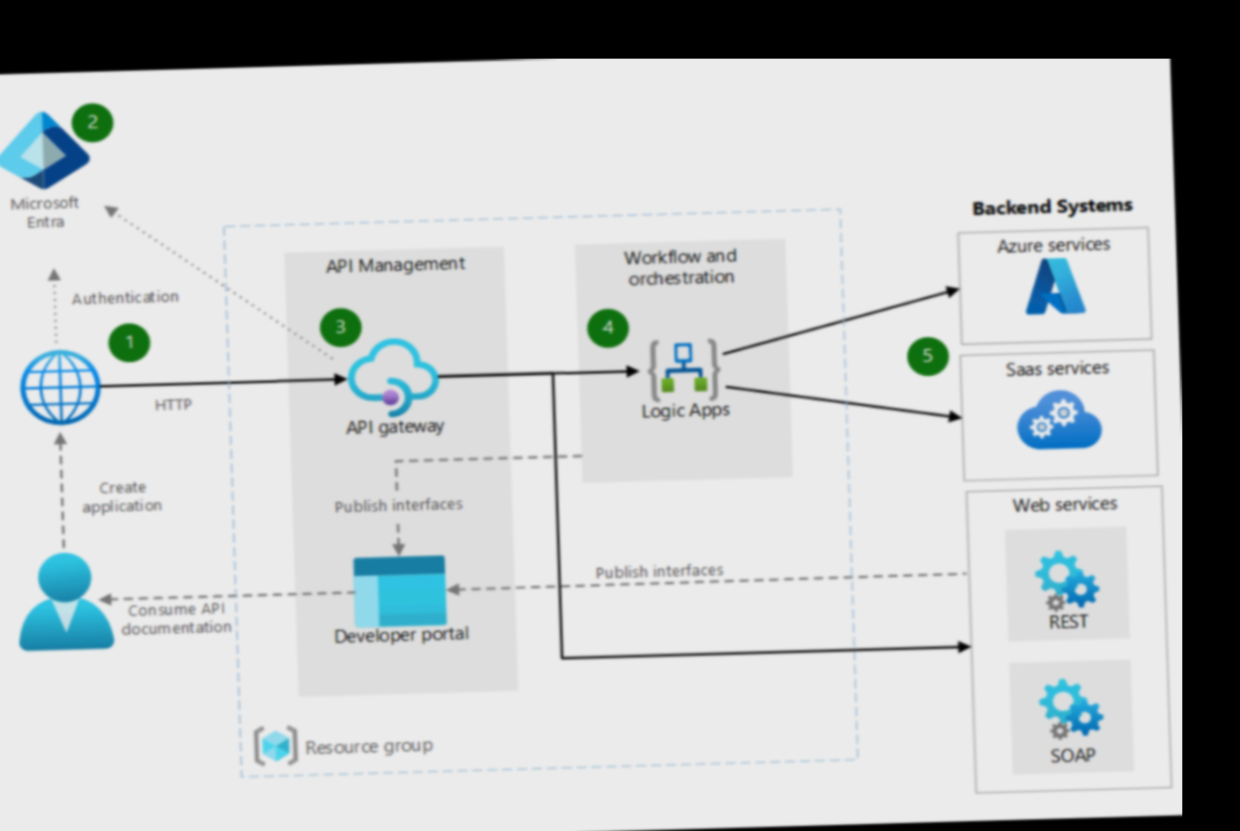 2
Microsoft
Entra
Authentication
1
HTTP
Create
application
Consume API
documentation
API Management
3
API gateway
Publish interfaces
Developer portal
Resource group
Workflow and
orchestration
4
Logic Apps
Publish interfaces
5
Backend Systems
Azure services
Saas services
Web services
REST
SOAP